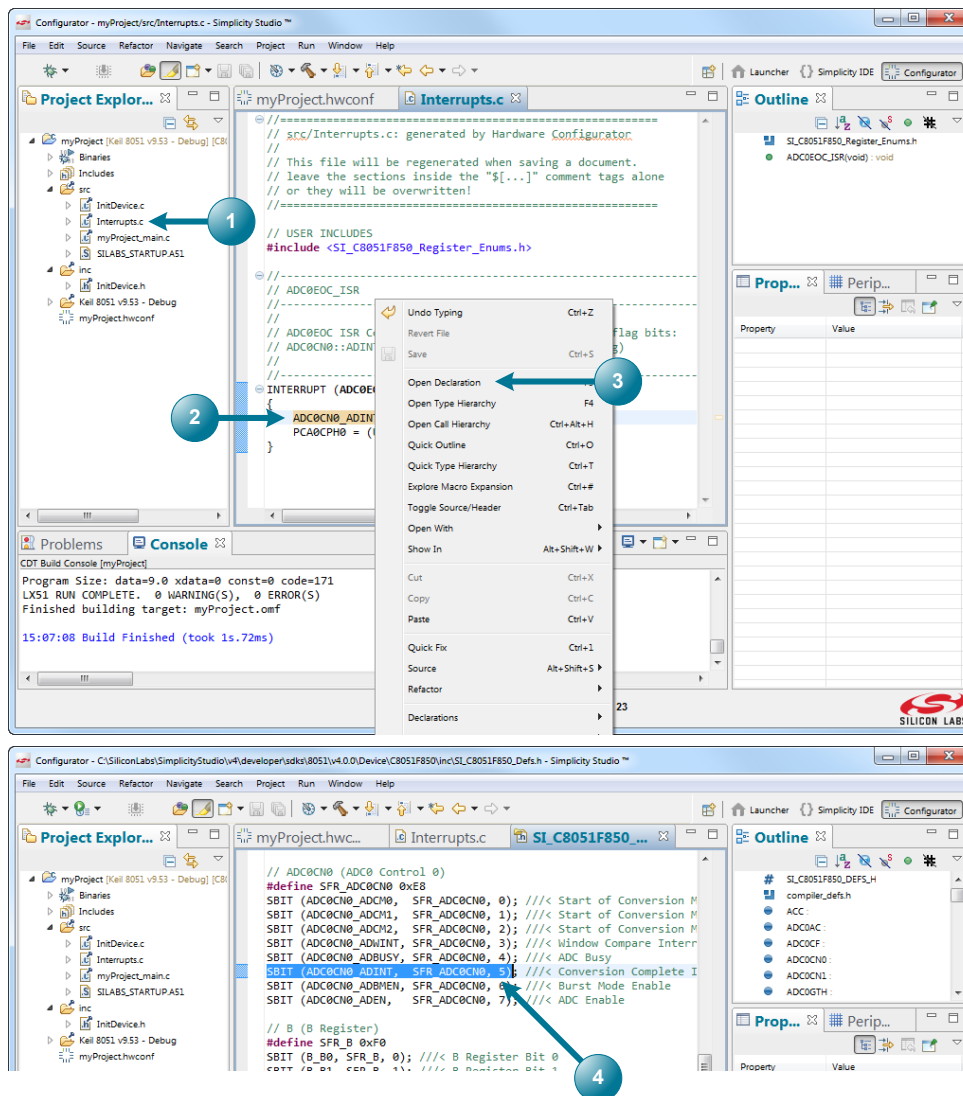 Configurator - myProject/src/Interrupts.c - Simplicity Studio ™
File Edit Source Refactor Navigate Search Project Run Window Help
Launcher {} Simplicity IDE Configurator
Project Explor...
myProject.hwconf
Interrupts.c
Outline
myProject [Keil 8051 v9.53 - Debug] [C8
Binaries
Includes
src
InitDevice.c
Interrupts.c
myProject_main.c
SILABS_STARTUP.A51
inc
InitDevice.h
Keil 8051 v9.53 - Debug
myProject.hwconf
1
//=========================================================
// src/Interrupts.c: generated by Hardware Configurator
//
// This file will be regenerated when saving a document.
// leave the sections inside the "$[...]" comment tags alone
// or they will be overwritten!
//=========================================================
// USER INCLUDES
#include <SI_C8051F850_Register_Enums.h>
//---------------------------------------------------------
// ADC0EOC_ISR
//---------------------------------------------------------
//
// ADC0EOC ISR Co flag bits:
// ADC0CN0::ADINT g)
//
//---------------------------------------------------------
INTERRUPT (ADC0EO
{
ADC0CN0_ADINT
PCA0CPH0 = (U
}
2
Undo Typing Ctrl+Z
Revert File
Save Ctrl+S
Open Declaration
3
Open Type Hierarchy F4
Open Call Hierarchy Ctrl+Alt+H
Quick Outline Ctrl+O
Quick Type Hierarchy Ctrl+T
Explore Macro Expansion Ctrl+#
Toggle Source/Header Ctrl+Tab
Open With
Show In Alt+Shift+W
Cut Ctrl+X
Copy Ctrl+C
Paste Ctrl+V
Quick Fix Ctrl+1
Source Alt+Shift+S
Refactor
Declarations
SI_C8051F850_Register_Enums.h
ADC0EOC_ISR(void) : void
Prop... Perip...
Property Value
Problems Console
CDT Build Console [myProject]
Program Size: data=9.0 xdata=0 const=0 code=171
LX51 RUN COMPLETE. 0 WARNING(S), 0 ERROR(S)
Finished building target: myProject.omf
15:07:08 Build Finished (took 1s.72ms)
23
SILICON LABS
Configurator - C:\SiliconLabs\SimplicityStudio\v4\developer\sdks\8051\v4.0.0\Device\C8051F850\inc\SI_C8051F850_Defs.h - Simplicity Studio ™
File Edit Source Refactor Navigate Search Project Run Window Help
Launcher {} Simplicity IDE Configurator
Project Explor...
myProject.hwc...
Interrupts.c
SI_C8051F850_...
Outline
myProject [Keil 8051 v9.53 - Debug] [C8
Binaries
Includes
src
InitDevice.c
Interrupts.c
myProject_main.c
SILABS_STARTUP.A51
inc
InitDevice.h
Keil 8051 v9.53 - Debug
myProject.hwconf
// ADC0CN0 (ADC0 Control 0)
#define SFR_ADC0CN0 0xE8
SBIT (ADC0CN0_ADCM0, SFR_ADC0CN0, 0); ///< Start of Conversion M
SBIT (ADC0CN0_ADCM1, SFR_ADC0CN0, 1); ///< Start of Conversion M
SBIT (ADC0CN0_ADCM2, SFR_ADC0CN0, 2); ///< Start of Conversion M
SBIT (ADC0CN0_ADWINT, SFR_ADC0CN0, 3); ///< Window Compare Interr
SBIT (ADC0CN0_ADBUSY, SFR_ADC0CN0, 4); ///< ADC Busy
SBIT (ADC0CN0_ADINT, SFR_ADC0CN0, 5); ///< Conversion Complete I
SBIT (ADC0CN0_ADBMEN, SFR_ADC0CN0, 6); ///< Burst Mode Enable
SBIT (ADC0CN0_ADEN, SFR_ADC0CN0, 7); ///< ADC Enable
// B (B Register)
#define SFR_B 0xF0
SBIT (B_B0, SFR_B, 0); ///< B Register Bit 0
SBIT (B_B1, SFR_B, 1); ///< B Register Bit 1
4
SI_C8051F850_DEFS_H
compiler_defs.h
ACC :
ADC0AC :
ADC0CF :
ADC0CN0 :
ADC0CN1 :
ADC0GTH :
Prop... Perip...
Property Value